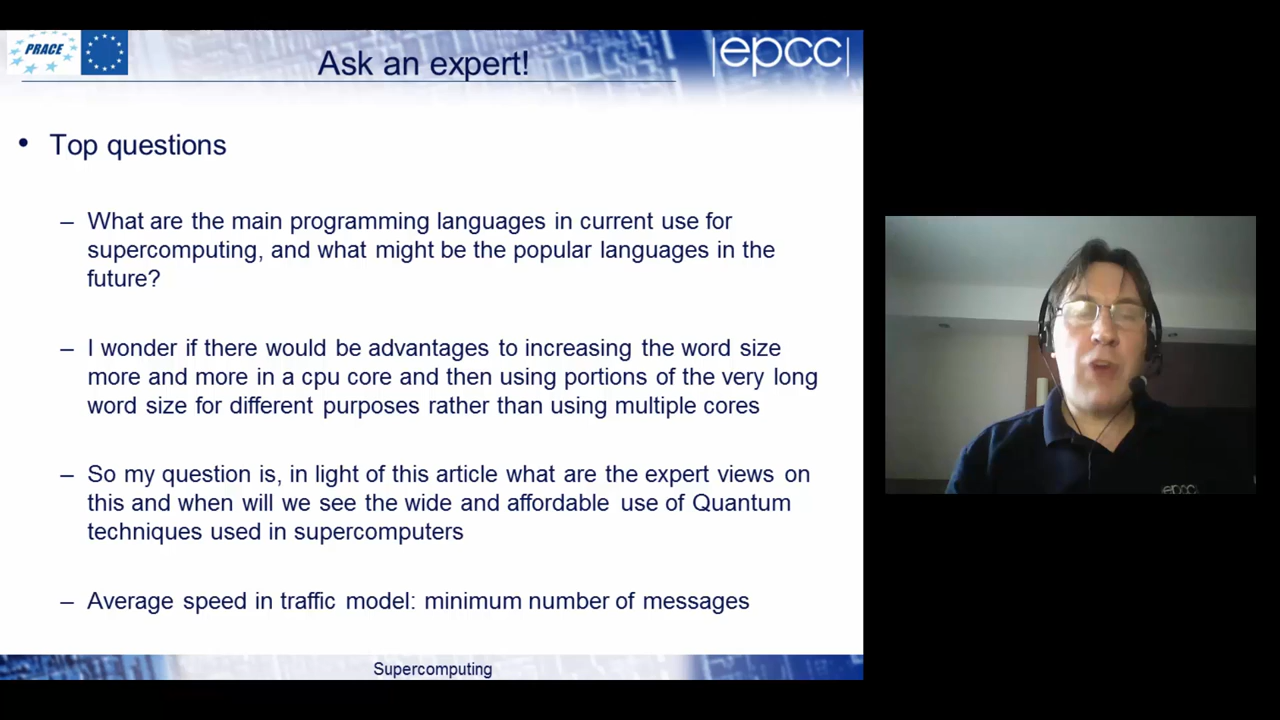 PRACE
Ask an expert!
|epcc|
• Top questions
– What are the main programming languages in current use for
supercomputing, and what might be the popular languages in the
future?
– I wonder if there would be advantages to increasing the word size
more and more in a cpu core and then using portions of the very long
word size for different purposes rather than using multiple cores
– So my question is, in light of this article what are the expert views on
this and when will we see the wide and affordable use of Quantum
techniques used in supercomputers
– Average speed in traffic model: minimum number of messages
Supercomputing
epcc